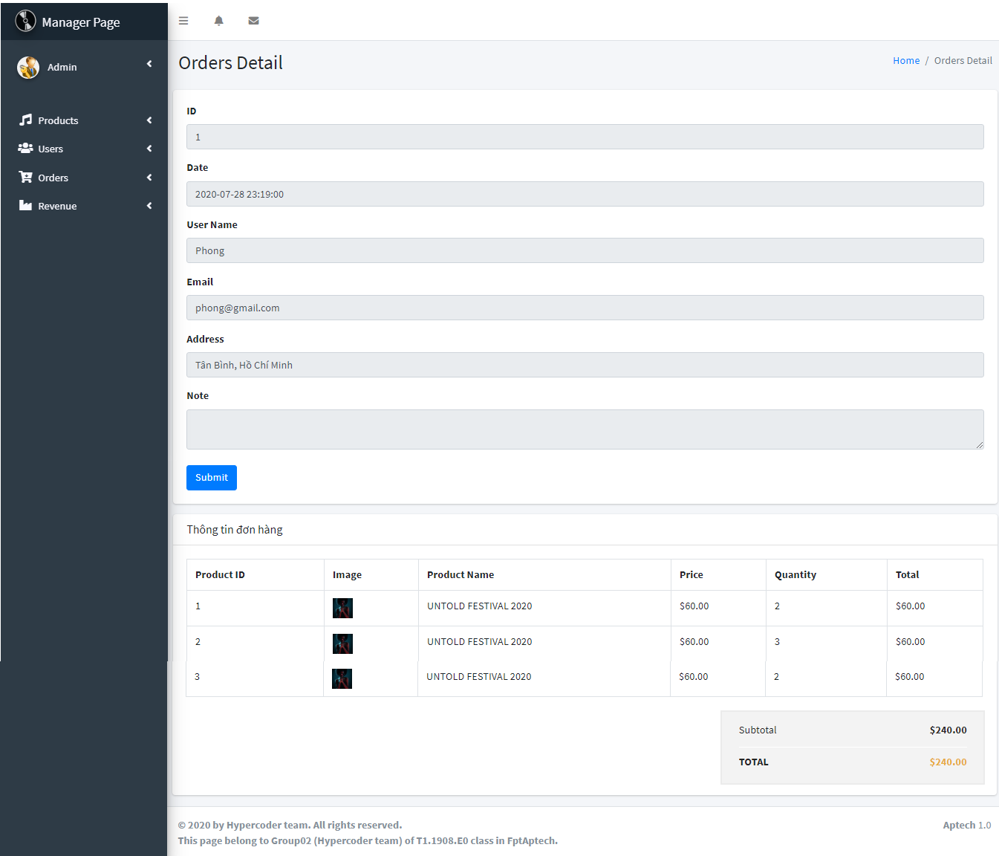 Manager Page
Admin
Products
Users
Orders
Revenue
Orders Detail
Home / Orders Detail
ID
1
Date
2020-07-28 23:19:00
User Name
Phong
Email
phong@gmail.com
Address
Tân Bình, Hồ Chí Minh
Note
Submit
Thông tin đơn hàng
Product ID Image Product Name Price Quantity Total
1 UNTOLD FESTIVAL 2020 $60.00 2 $60.00
2 UNTOLD FESTIVAL 2020 $60.00 3 $60.00
3 UNTOLD FESTIVAL 2020 $60.00 2 $60.00
Subtotal $240.00
TOTAL $240.00
© 2020 by Hypercoder team. All rights reserved. Aptech 1.0
This page belong to Group02 (Hypercoder team) of T1.1908.E0 class in FptAptech.